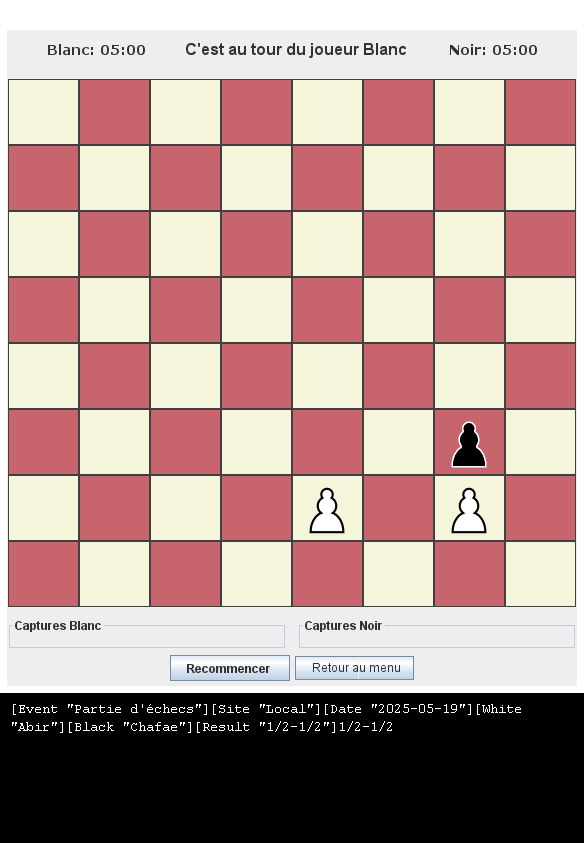 Blanc: 05:00 C'est au tour du joueur Blanc Noir: 05:00
Captures Blanc Captures Noir
Recommencer Retour au menu
[Event "Partie d'échecs"][Site "Local"][Date "2025-05-19"][White
"Abir"][Black "Chafae"][Result "1/2-1/2"]1/2-1/2